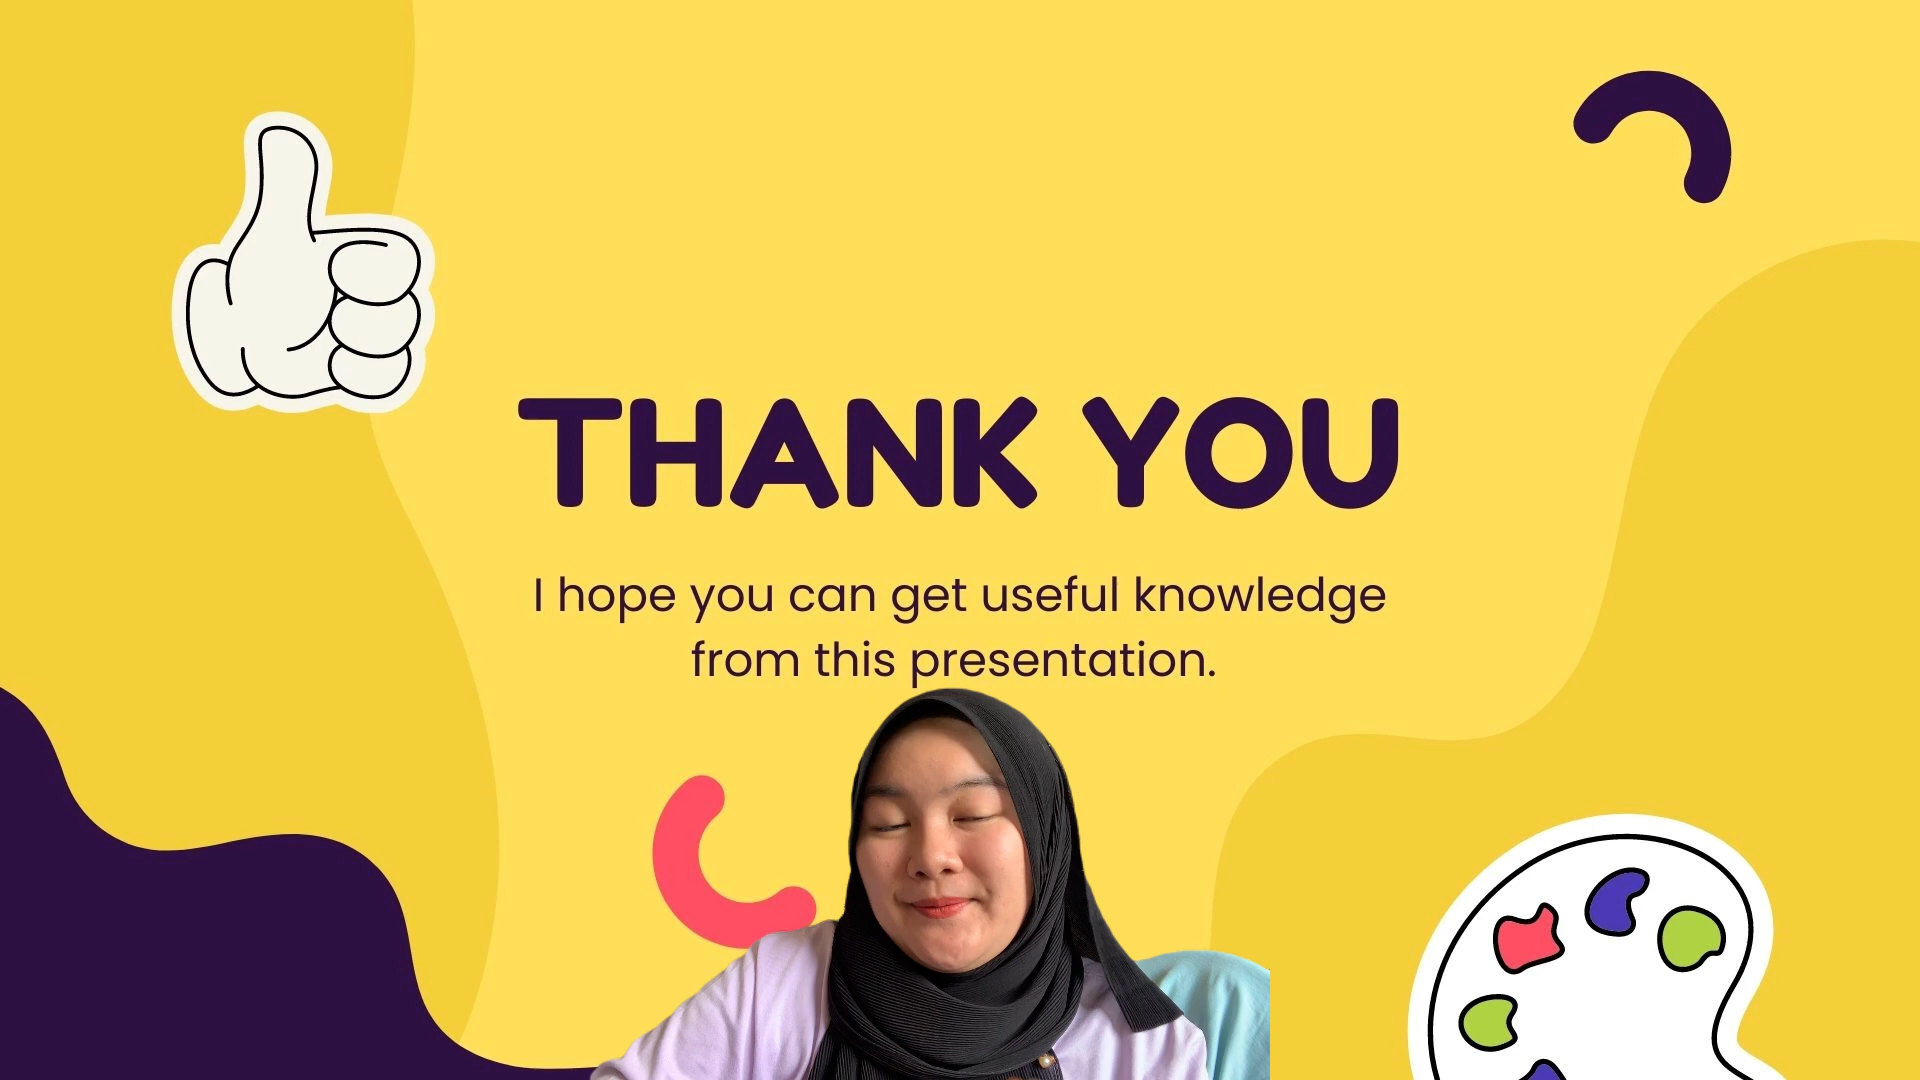 THANK YOU
I hope you can get useful knowledge
from this presentation.